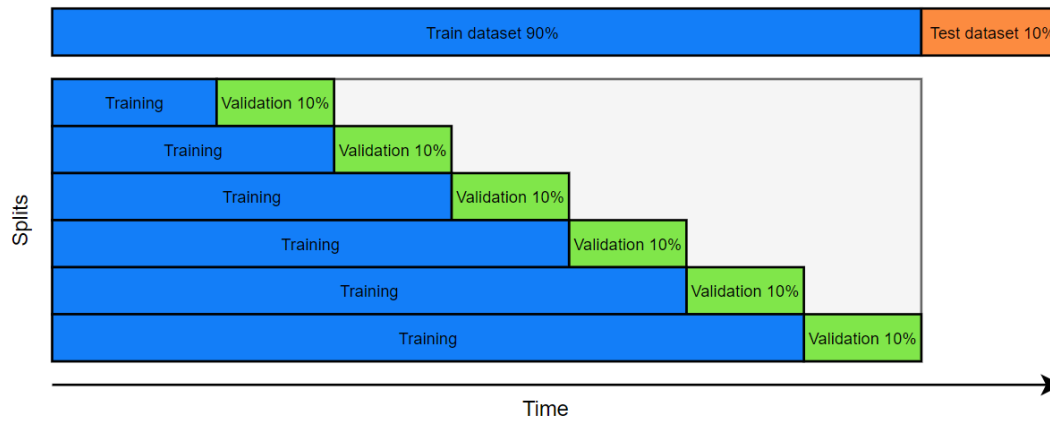 Train dataset 90%
Test dataset 10%
Training
Validation 10%
Training
Validation 10%
Training
Validation 10%
Training
Validation 10%
Training
Validation 10%
Training
Validation 10%
Splits
Time